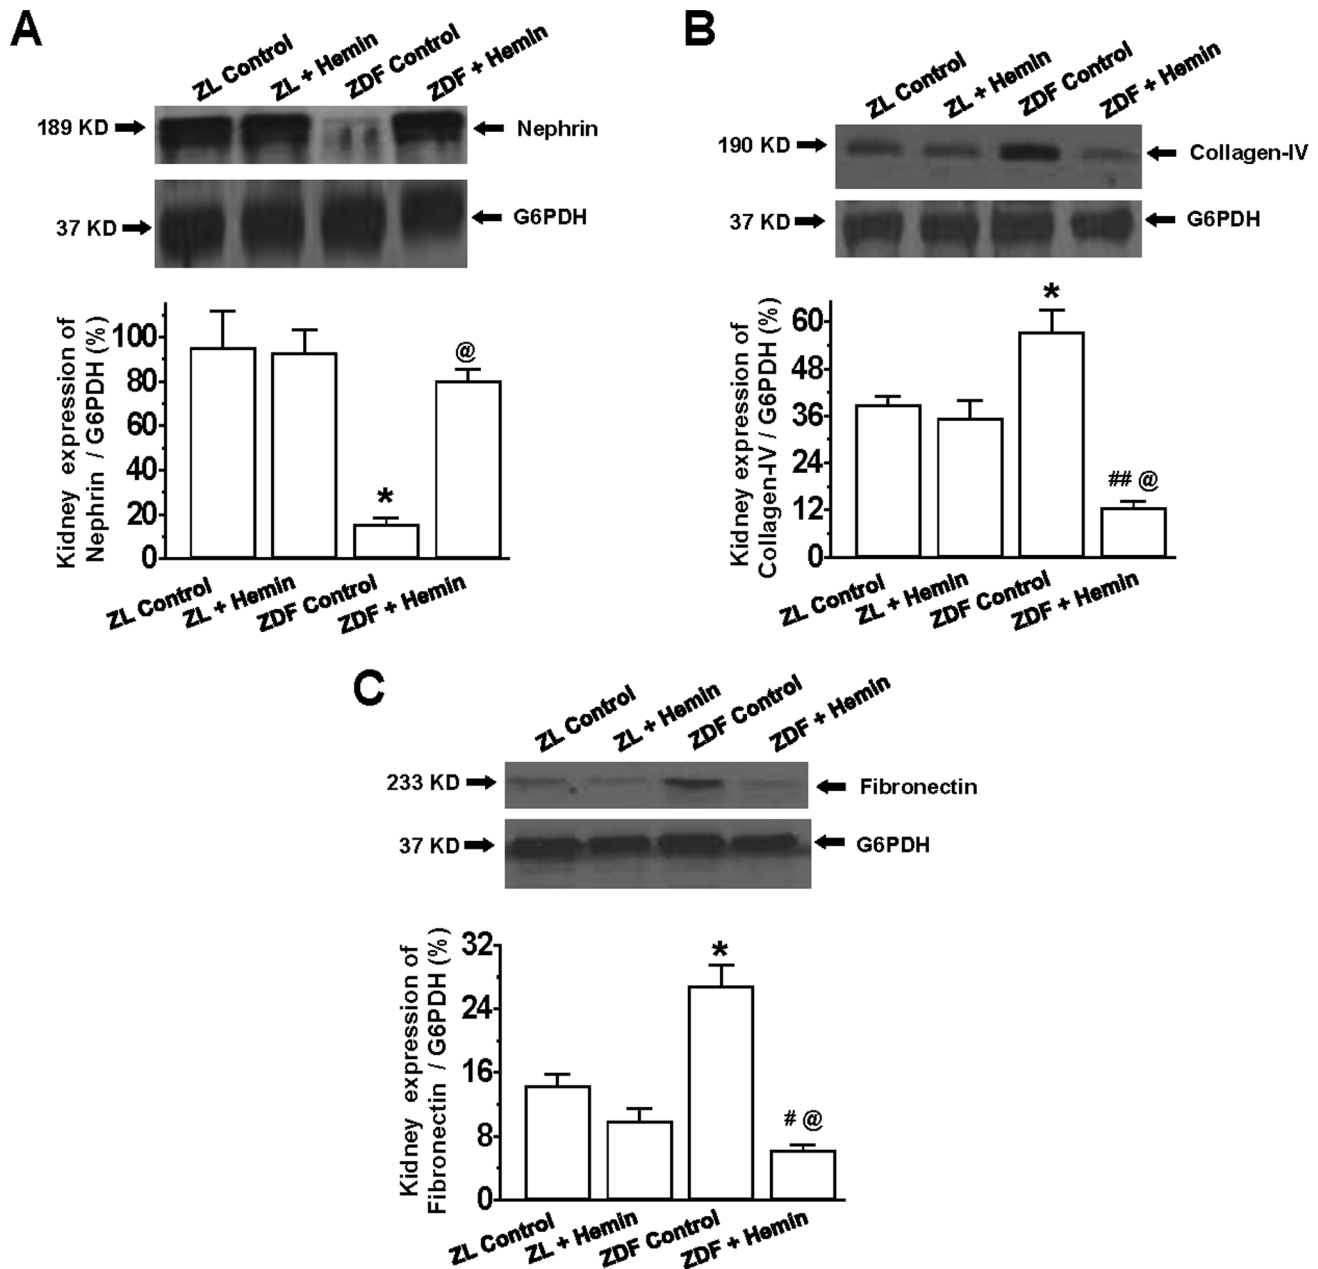 A
ZL Control
ZL + Hemin
ZDF Control
ZDF + Hemin
189 KD
Nephrin
37 KD
G6PDH
Kidney expression of
Nephrin / G6PDH (%)
100
80
60
40
20
0
*
@
ZL Control
ZL + Hemin
ZDF Control
ZDF + Hemin
B
ZL Control
ZL + Hemin
ZDF Control
ZDF + Hemin
190 KD
Collagen-IV
37 KD
G6PDH
Kidney expression of
Collagen-IV / G6PDH (%)
60
48
36
24
12
0
*
## @
ZL Control
ZL + Hemin
ZDF Control
ZDF + Hemin
C
ZL Control
ZL + Hemin
ZDF Control
ZDF + Hemin
233 KD
Fibronectin
37 KD
G6PDH
Kidney expression of
Fibronectin / G6PDH (%)
32
24
16
8
0
*
# @
ZL Control
ZL + Hemin
ZDF Control
ZDF + Hemin